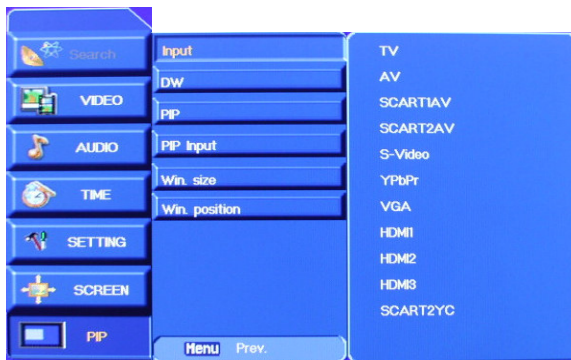 Search
VIDEO
AUDIO
TIME
SETTING
SCREEN
PIP
Input
DW
PIP
PIP Input
Win. size
Win. position
Menu Prev.
TV
AV
SCART1AV
SCART2AV
S-Video
YPbPr
VGA
HDMI1
HDMI2
HDMI3
SCART2YC